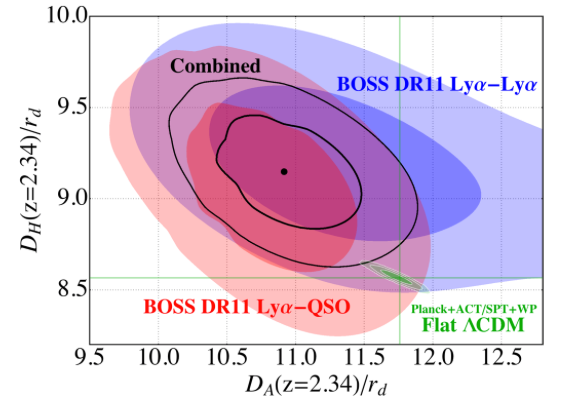 10.0
9.5
9.0
8.5
D_H(z=2.34)/r_d
Combined
BOSS DR11 Lyα−Lyα
BOSS DR11 Lyα−QSO
Planck+ACT/SPT+WP
Flat ΛCDM
9.5 10.0 10.5 11.0 11.5 12.0 12.5
D_A(z=2.34)/r_d